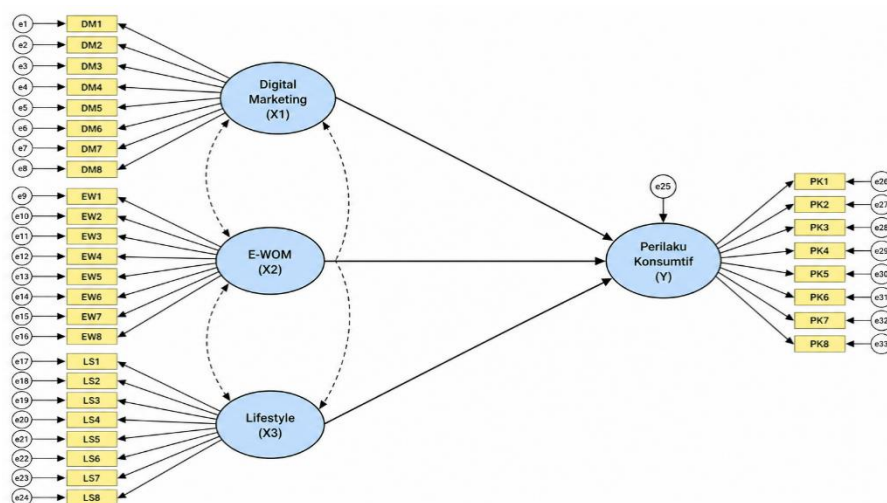 e1 DM1
e2 DM2
e3 DM3
e4 DM4
e5 DM5
e6 DM6
e7 DM7
e8 DM8
Digital
Marketing
(X1)
e9 EW1
e10 EW2
e11 EW3
e12 EW4
e13 EW5
e14 EW6
e15 EW7
e16 EW8
E-WOM
(X2)
e17 LS1
e18 LS2
e19 LS3
e20 LS4
e21 LS5
e22 LS6
e23 LS7
e24 LS8
Lifestyle
(X3)
e25
Perilaku
Konsumtif
(Y)
PK1 e26
PK2 e27
PK3 e28
PK4 e29
PK5 e30
PK6 e31
PK7 e32
PK8 e33